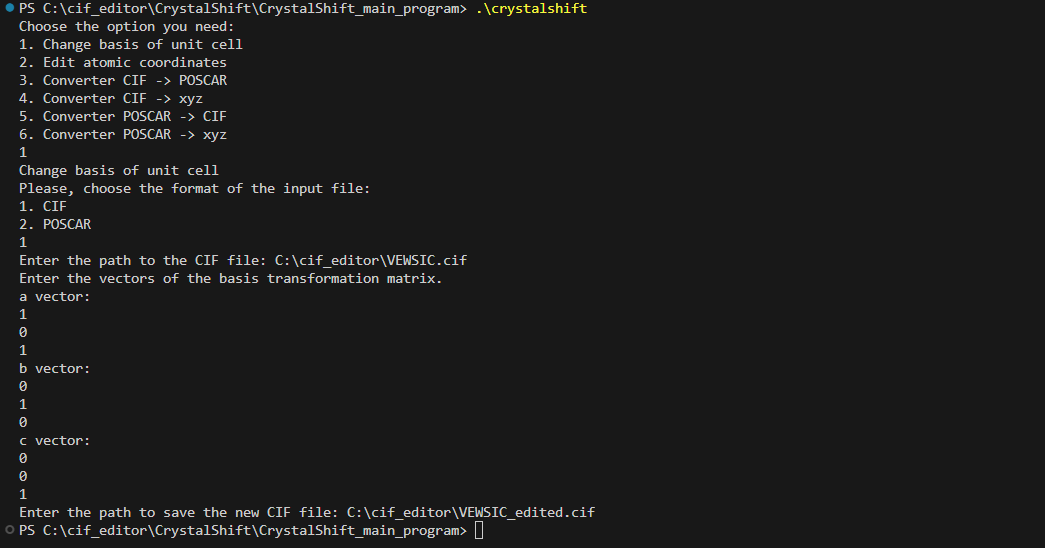 PS C:\cif_editor\CrystalShift\CrystalShift_main_program> .\crystalshift
Choose the option you need:
1. Change basis of unit cell
2. Edit atomic coordinates
3. Converter CIF -> POSCAR
4. Converter CIF -> xyz
5. Converter POSCAR -> CIF
6. Converter POSCAR -> xyz
1
Change basis of unit cell
Please, choose the format of the input file:
1. CIF
2. POSCAR
1
Enter the path to the CIF file: C:\cif_editor\VEWSIC.cif
Enter the vectors of the basis transformation matrix.
a vector:
1
0
1
b vector:
0
1
0
c vector:
0
0
1
Enter the path to save the new CIF file: C:\cif_editor\VEWSIC_edited.cif
PS C:\cif_editor\CrystalShift\CrystalShift_main_program>